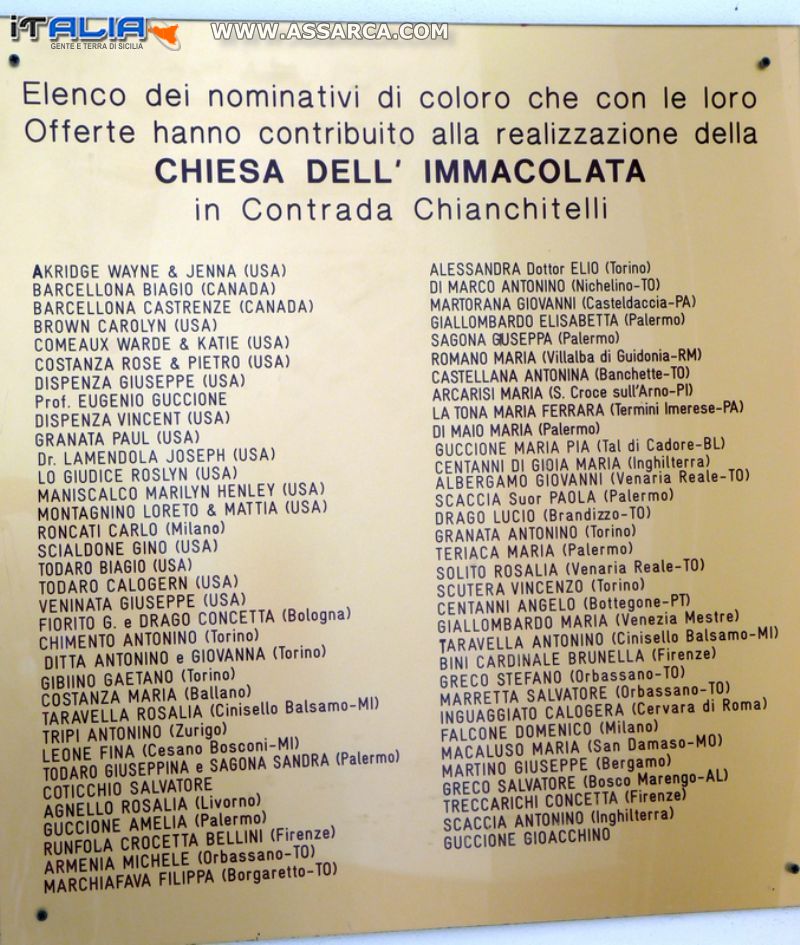 iTALIA
GENTE E TERRA DI SICILIA
WWW.ASSARCA.COM
Elenco dei nominativi di coloro che con le loro
Offerte hanno contribuito alla realizzazione della
CHIESA DELL' IMMACOLATA
in Contrada Chianchitelli
AKRIDGE WAYNE & JENNA (USA)
BARCELLONA BIAGIO (CANADA)
BARCELLONA CASTRENZE (CANADA)
BROWN CAROLYN (USA)
COMEAUX WARDE & KATIE (USA)
COSTANZA ROSE & PIETRO (USA)
DISPENZA GIUSEPPE (USA)
Prof. EUGENIO GUCCIONE
DISPENZA VINCENT (USA)
GRANATA PAUL (USA)
Dr. LAMENDOLA JOSEPH (USA)
LO GIUDICE ROSLYN (USA)
MANISCALCO MARILYN HENLEY (USA)
MONTAGNINO LORETO & MATTIA (USA)
RONCATI CARLO (Milano)
SCIALDONE GINO (USA)
TODARO BIAGIO (USA)
TODARO CALOGERN (USA)
VENINATA GIUSEPPE (USA)
FIORITO G. e DRAGO CONCETTA (Bologna)
CHIMENTO ANTONINO (Torino)
DITTA ANTONINO e GIOVANNA (Torino)
GIBIINO GAETANO (Torino)
COSTANZA MARIA (Ballano)
TARAVELLA ROSALIA (Cinisello Balsamo-MI)
TRIPI ANTONINO (Zurigo)
LEONE FINA (Cesano Bosconi-MI)
TODARO GIUSEPPINA e SAGONA SANDRA (Palermo)
COTICCHIO SALVATORE
AGNELLO ROSALIA (Livorno)
GUCCIONE AMELIA (Palermo)
RUNFOLA CROCETTA BELLINI (Firenze)
ARMENIA MICHELE (Orbassano-TO)
MARCHIAFAVA FILIPPA (Borgaretto-TO)
ALESSANDRA Dottor ELIO (Torino)
DI MARCO ANTONINO (Nichelino-TO)
MARTORANA GIOVANNI (Casteldaccia-PA)
GIALLOMBARDO ELISABETTA (Palermo)
SAGONA GIUSEPPA (Palermo)
ROMANO MARIA (Villalba di Guidonia-RM)
CASTELLANA ANTONINA (Banchette-TO)
ARCARISI MARIA (S. Croce sull'Arno-PI)
LA TONA MARIA FERRARA (Termini Imerese-PA)
DI MAIO MARIA (Palermo)
GUCCIONE MARIA PIA (Tal di Cadore-BL)
CENTANNI DI GIOIA MARIA (Inghilterra)
ALBERGAMO GIOVANNI (Venaria Reale-TO)
SCACCIA Suor PAOLA (Palermo)
DRAGO LUCIO (Brandizzo-TO)
GRANATA ANTONINO (Torino)
TERIACA MARIA (Palermo)
SOLITO ROSALIA (Venaria Reale-TO)
SCUTERA VINCENZO (Torino)
CENTANNI ANGELO (Bottegone-PT)
GIALLOMBARDO MARIA (Venezia Mestre)
TARAVELLA ANTONINO (Cinisello Balsamo-MI)
BINI CARDINALE BRUNELLA (Firenze)
GRECO STEFANO (Orbassano-TO)
MARRETTA SALVATORE (Orbassano-TO)
INGUAGGIATO CALOGERA (Cervara di Roma)
FALCONE DOMENICO (Milano)
MACALUSO MARIA (San Damaso-MO)
MARTINO GIUSEPPE (Bergamo)
GRECO SALVATORE (Bosco Marengo-AL)
TRECCARICHI CONCETTA (Firenze)
SCACCIA ANTONINO (Inghilterra)
GUCCIONE GIOACCHINO